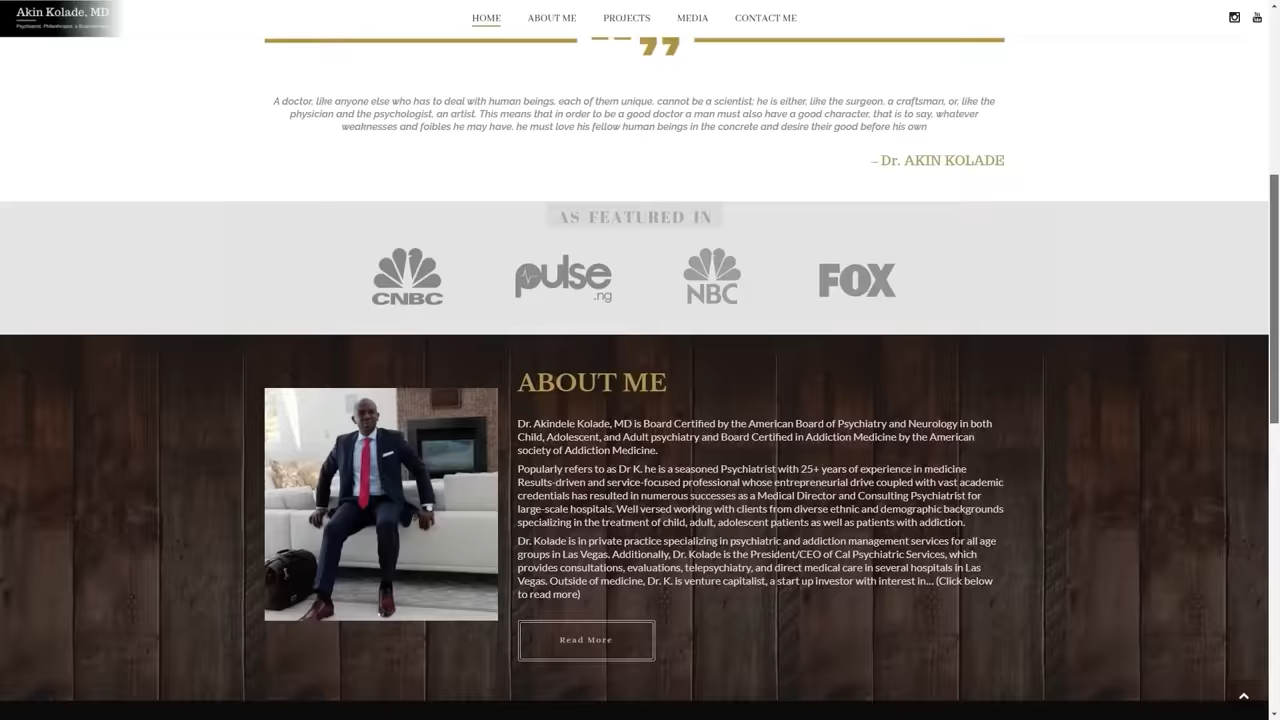 Akin Kolade, MD
Psychiatrist Philanthropist & Businessman
HOME ABOUT ME PROJECTS MEDIA CONTACT ME
You Tube
”
A doctor, like anyone else who has to deal with human beings, each of them unique, cannot be a scientist; he is either, like the surgeon, a craftsman, or, like the
physician and the psychologist, an artist. This means that in order to be a good doctor a man must also have a good character, that is to say, whatever
weaknesses and foibles he may have, he must love his fellow human beings in the concrete and desire their good before his own
– Dr. AKIN KOLADE
AS FEATURED IN
CNBC pulse .ng NBC FOX
ABOUT ME
Dr. Akindele Kolade, MD is Board Certified by the American Board of Psychiatry and Neurology in both
Child, Adolescent, and Adult psychiatry and Board Certified in Addiction Medicine by the American
society of Addiction Medicine.
Popularly refers to as Dr K. he is a seasoned Psychiatrist with 25+ years of experience in medicine
Results-driven and service-focused professional whose entrepreneurial drive coupled with vast academic
credentials has resulted in numerous successes as a Medical Director and Consulting Psychiatrist for
large-scale hospitals. Well versed working with clients from diverse ethnic and demographic backgrounds
specializing in the treatment of child, adult, adolescent patients as well as patients with addiction.
Dr. Kolade is in private practice specializing in psychiatric and addiction management services for all age
groups in Las Vegas. Additionally, Dr. Kolade is the President/CEO of Cal Psychiatric Services, which
provides consultations, evaluations, telepsychiatry, and direct medical care in several hospitals in Las
Vegas. Outside of medicine, Dr. K. is venture capitalist, a start up investor with interest in... (Click below
to read more)
Read More